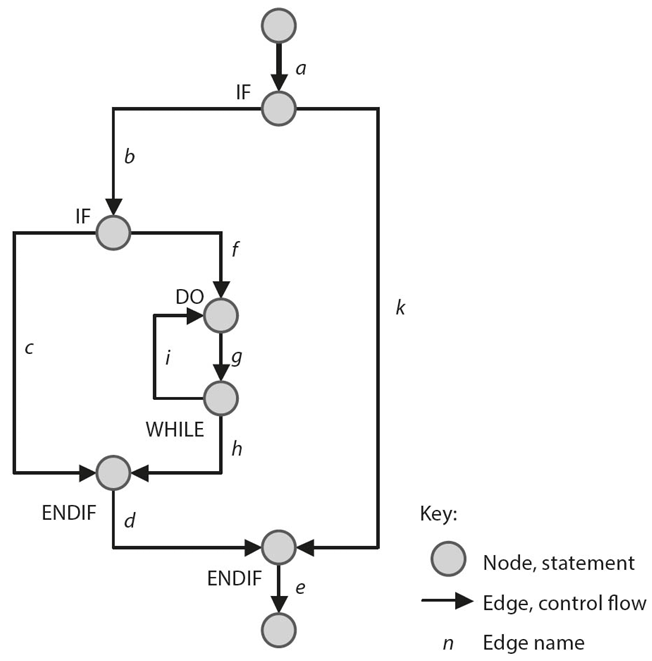 a
IF
b
IF
f
DO
k
c
i
g
WHILE
h
ENDIF
d
Key:
ENDIF
e
Node, statement
Edge, control flow
n Edge name